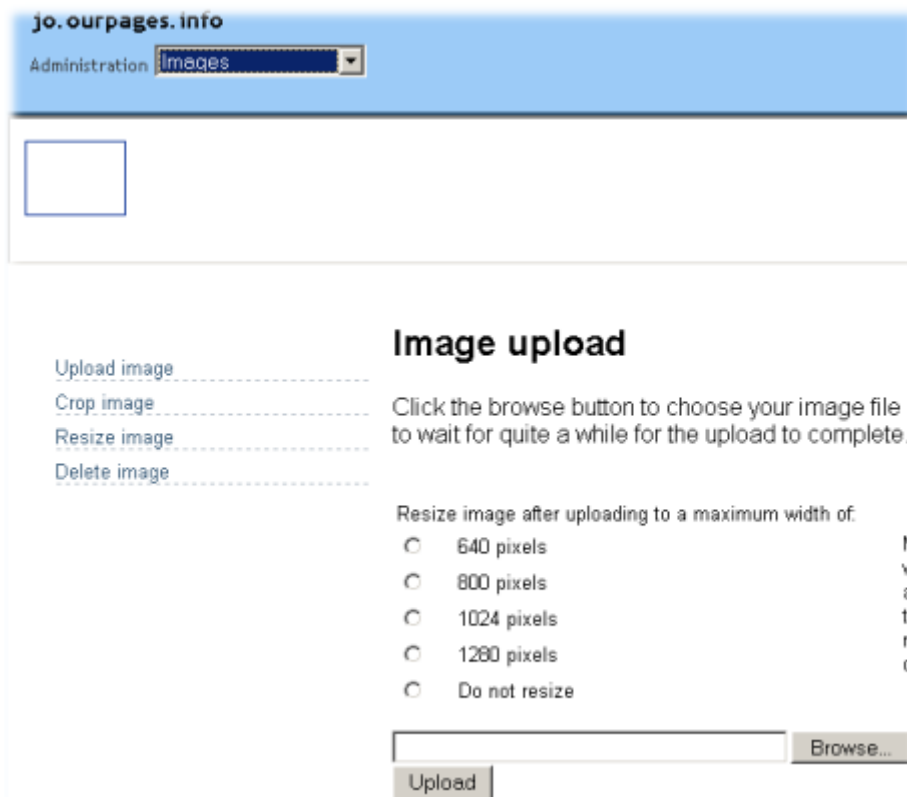 jo.ourpages.info
Administration Images
Upload image
Crop image
Resize image
Delete image
Image upload
Click the browse button to choose your image file
to wait for quite a while for the upload to complete.
Resize image after uploading to a maximum width of:
640 pixels
800 pixels
1024 pixels
1280 pixels
Do not resize
Browse...
Upload